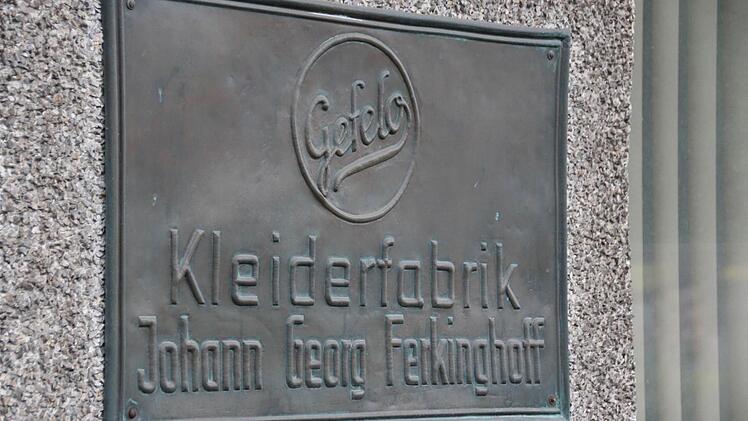 Gefelo
Kleiderfabrik
Johann Georg Ferkinghoff